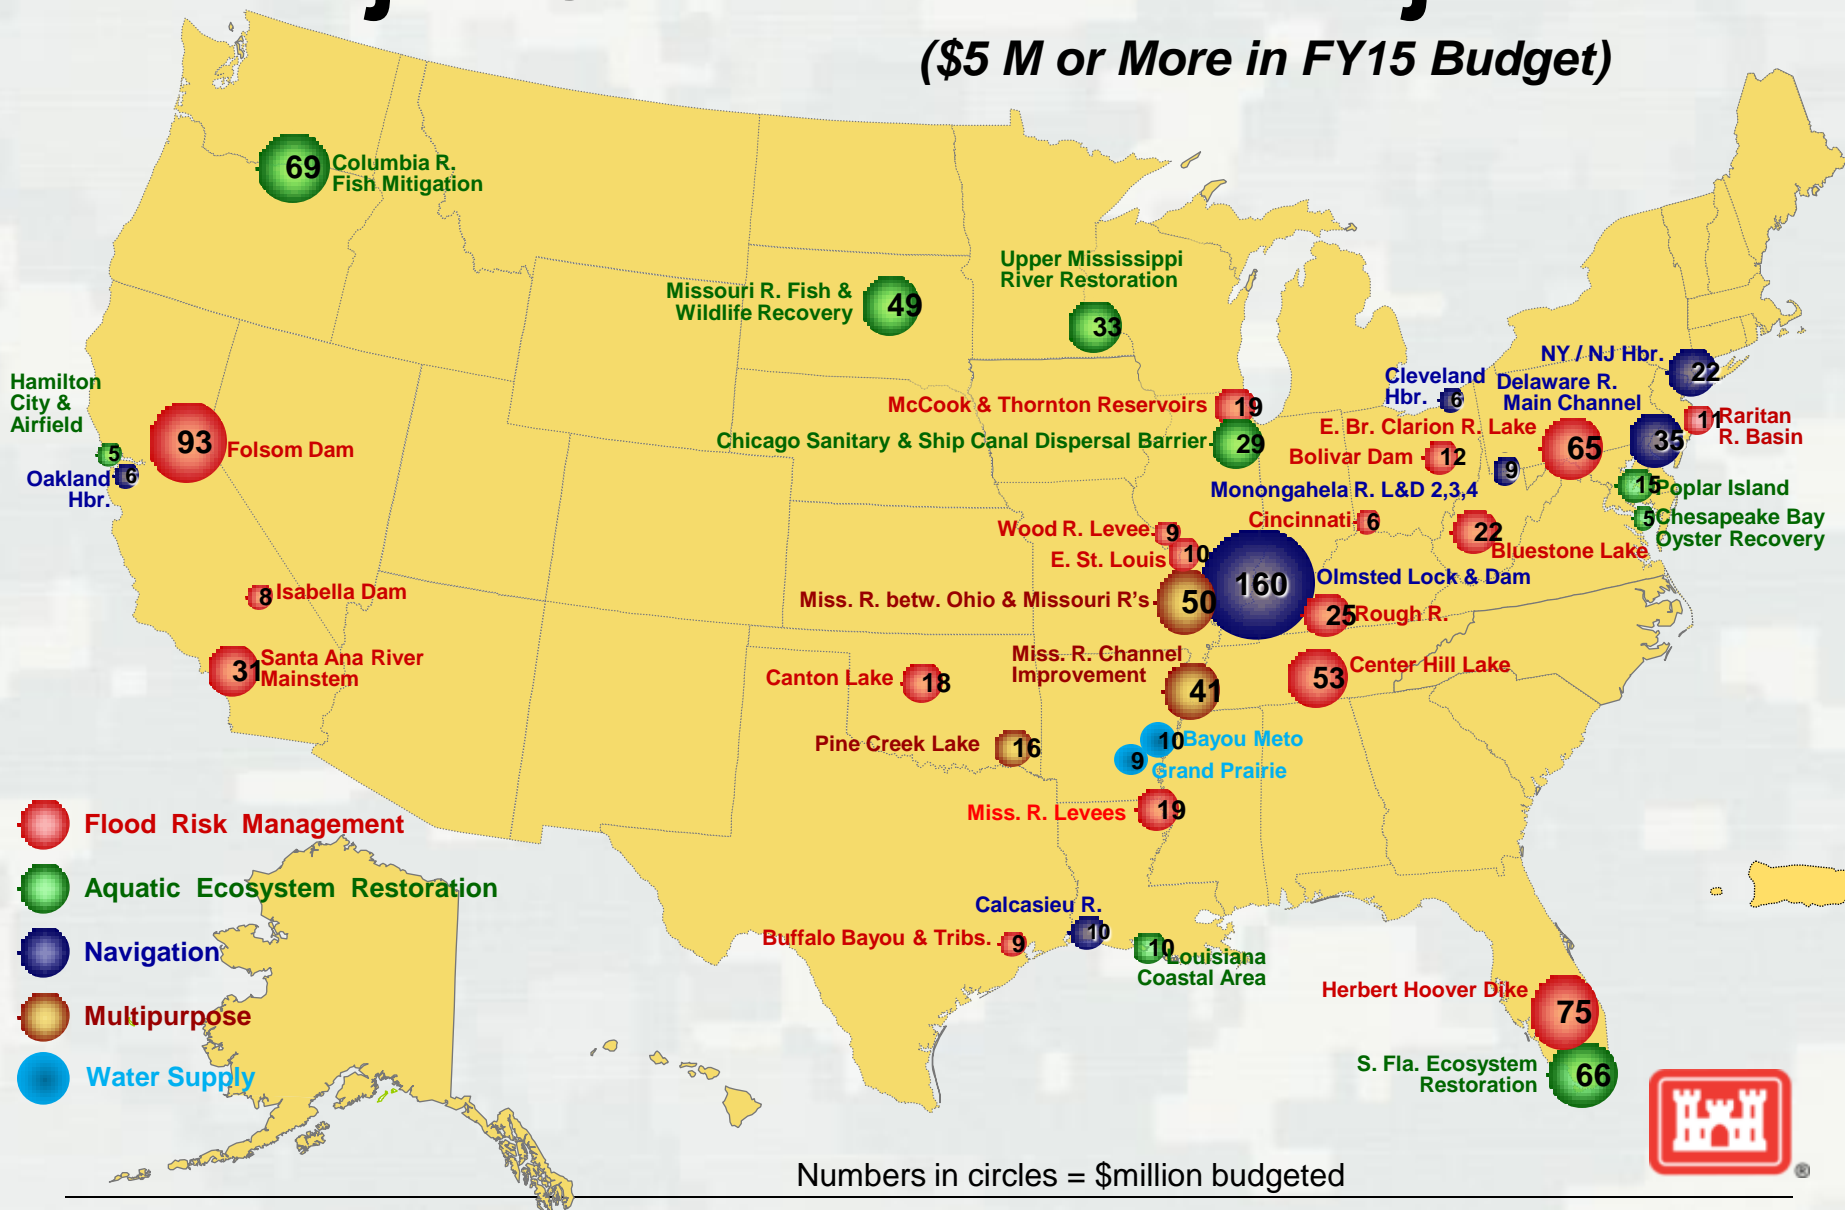 ($5 M or More in FY15 Budget)
69
Columbia R.
Fish Mitigation
Upper Mississippi
River Restoration
33
Missouri R. Fish &
Wildlife Recovery
49
NY / NJ Hbr.
22
Cleveland
Hbr.
6
Delaware R.
Main Channel
35
Hamilton
City &
Airfield
5
McCook & Thornton Reservoirs
19
11
Raritan
R. Basin
E. Br. Clarion R. Lake
65
93
Folsom Dam
Chicago Sanitary & Ship Canal Dispersal Barrier
29
Bolivar Dam
12
Oakland
Hbr.
6
Monongahela R. L&D 2,3,4
9
15
Poplar Island
5
Chesapeake Bay
Oyster Recovery
Wood R. Levee
9
Cincinnati
6
22
Bluestone Lake
E. St. Louis
10
160
Olmsted Lock & Dam
8
Isabella Dam
Miss. R. betw. Ohio & Missouri R's
50
25
Rough R.
31
Santa Ana River
Mainstem
Canton Lake
18
Miss. R. Channel
Improvement
41
53
Center Hill Lake
Pine Creek Lake
16
10
Bayou Meto
9
Grand Prairie
Miss. R. Levees
19
Flood Risk Management
Aquatic Ecosystem Restoration
Navigation
Multipurpose
Water Supply
Calcasieu R.
10
Buffalo Bayou & Tribs.
9
10
Louisiana
Coastal Area
Herbert Hoover Dike
75
S. Fla. Ecosystem
Restoration
66
Numbers in circles = $million budgeted
®